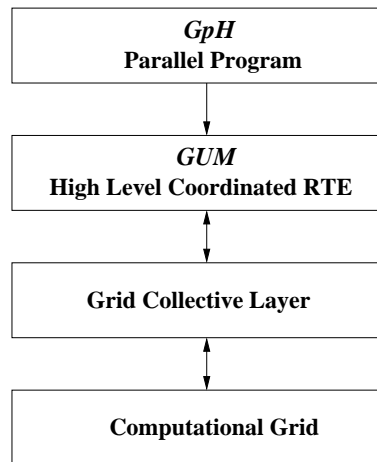 GpH
Parallel Program
GUM
High Level Coordinated RTE
Grid Collective Layer
Computational Grid